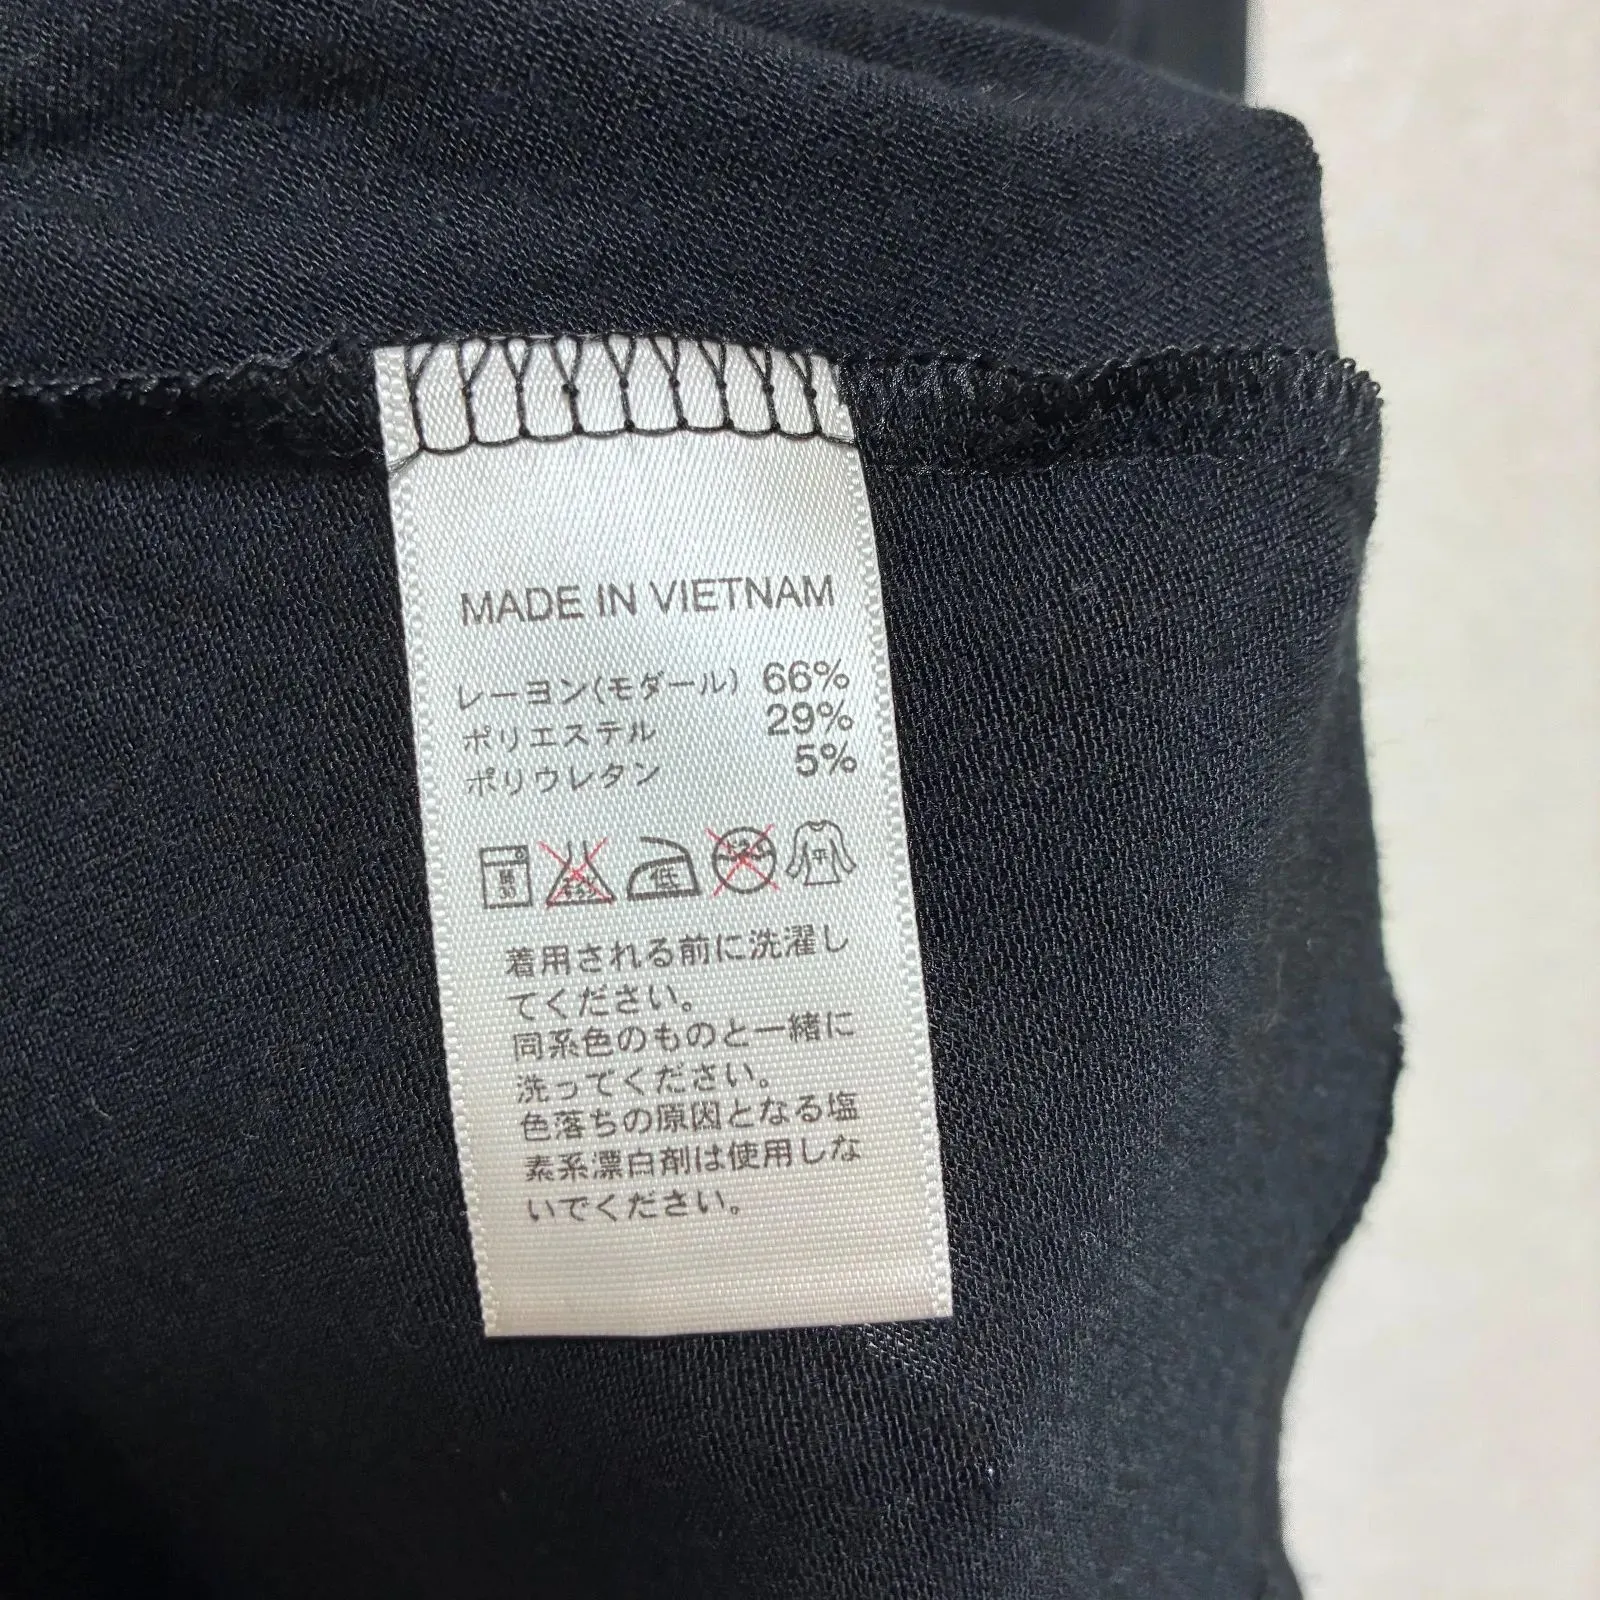 MADE IN VIETNAM
レーヨン(モダール) 66%
ポリエステル 29%
ポリウレタン 5%
低 平
着用される前に洗濯し
てください。
同系色のものと一緒に
洗ってください。
色落ちの原因となる塩
素系漂白剤は使用しな
いでください。